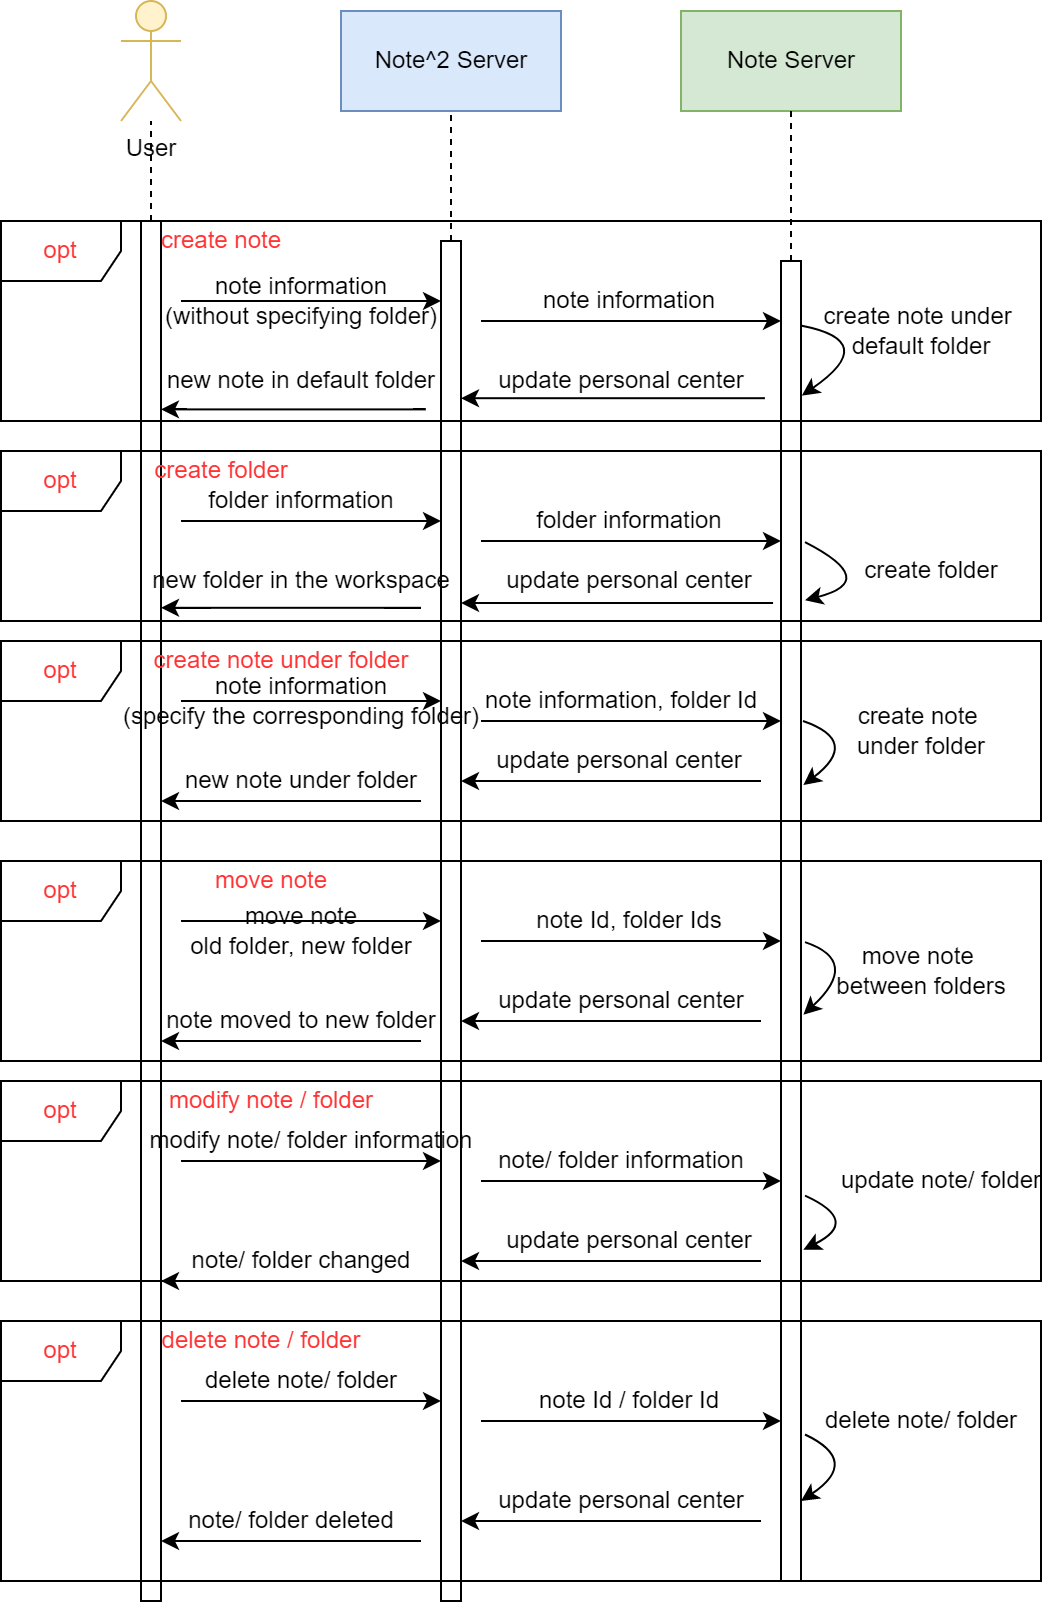 Note^2 Server
Note Server
User
opt
create note
note information
(without specifying folder)
note information
create note under
default folder
new note in default folder
update personal center
opt
create folder
folder information
folder information
create folder
new folder in the workspace
update personal center
opt
create note under folder
note information
(specify the corresponding folder)
note information, folder Id
create note
under folder
update personal center
new note under folder
opt
move note
move note
old folder, new folder
note Id, folder Ids
move note
between folders
update personal center
note moved to new folder
opt
modify note / folder
modify note/ folder information
note/ folder information
update note/ folder
update personal center
note/ folder changed
opt
delete note / folder
delete note/ folder
note Id / folder Id
delete note/ folder
update personal center
note/ folder deleted